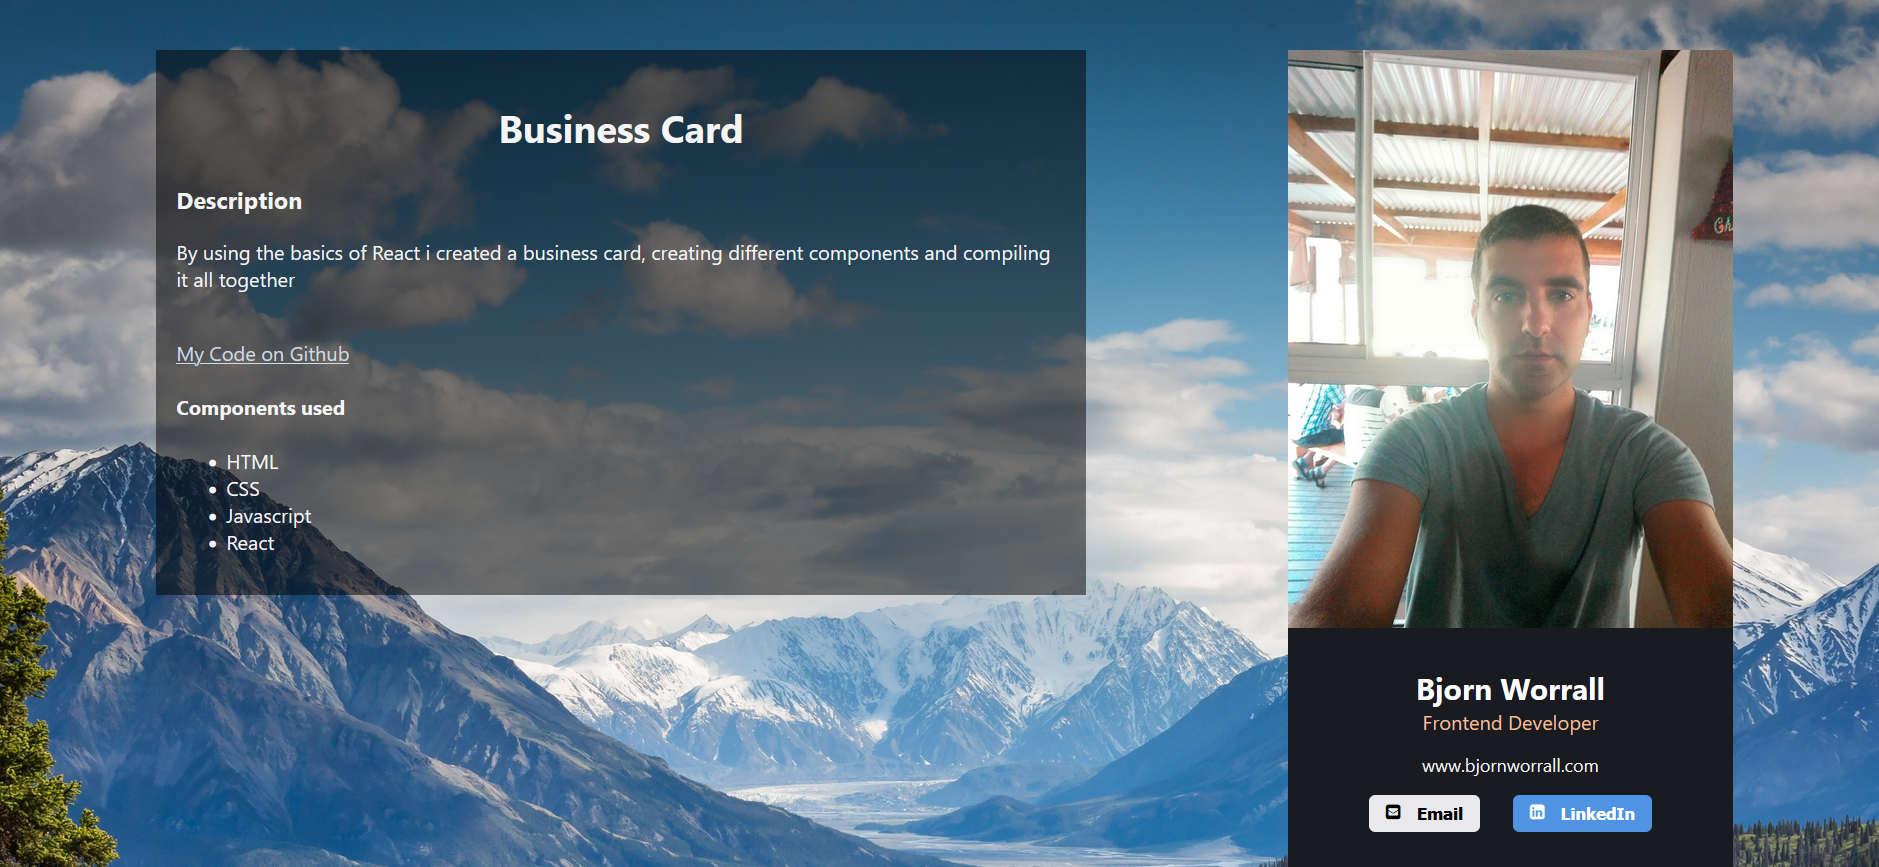 Business Card
Description
By using the basics of React i created a business card, creating different components and compiling
it all together
My Code on Github
Components used
HTML
CSS
Javascript
React
Bjorn Worrall
Frontend Developer
www.bjornworrall.com
Email
in LinkedIn